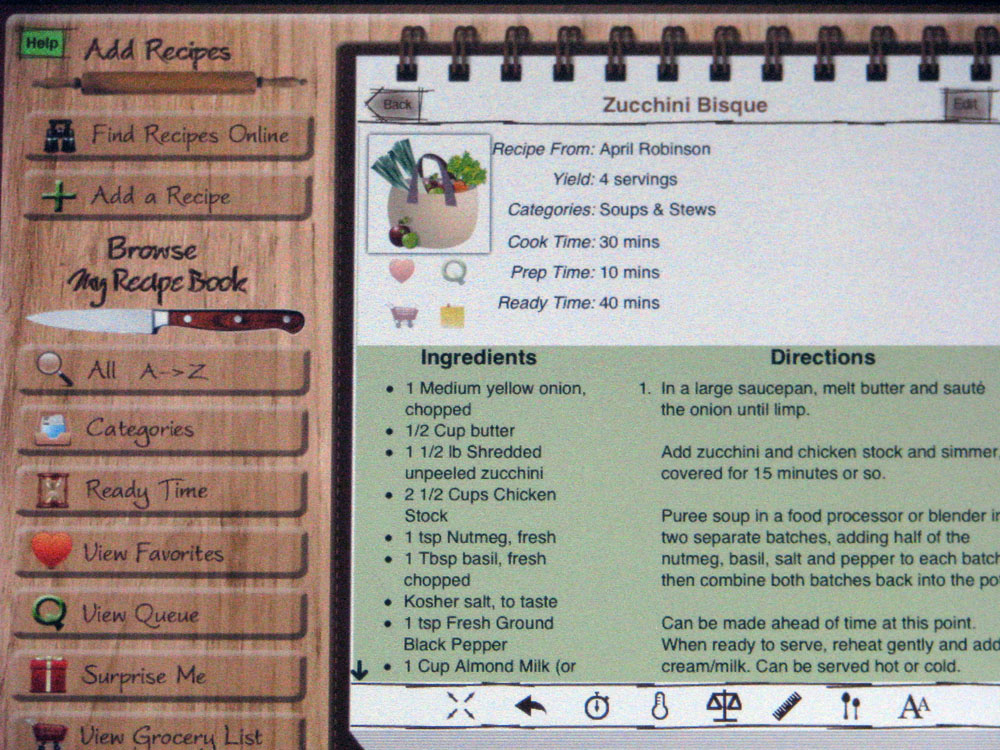 Help
Add Recipes
Find Recipes Online
Add a Recipe
Browse
My Recipe Book
All A->Z
Categories
Ready Time
View Favorites
View Queue
Surprise Me
View Grocery List
Back
Zucchini Bisque
Edit
Recipe From: April Robinson
Yield: 4 servings
Categories: Soups & Stews
Cook Time: 30 mins
Prep Time: 10 mins
Ready Time: 40 mins
Ingredients
• 1 Medium yellow onion,
chopped
• 1/2 Cup butter
• 1 1/2 lb Shredded
unpeeled zucchini
• 2 1/2 Cups Chicken
Stock
• 1 tsp Nutmeg, fresh
• 1 Tbsp basil, fresh
chopped
• Kosher salt, to taste
• 1 tsp Fresh Ground
Black Pepper
• 1 Cup Almond Milk (or
Directions
1. In a large saucepan, melt butter and sauté
the onion until limp.
Add zucchini and chicken stock and simmer,
covered for 15 minutes or so.
Puree soup in a food processor or blender in
two separate batches, adding half of the
nutmeg, basil, salt and pepper to each batch
then combine both batches back into the po
Can be made ahead of time at this point.
When ready to serve, reheat gently and add
cream/milk. Can be served hot or cold.
AA